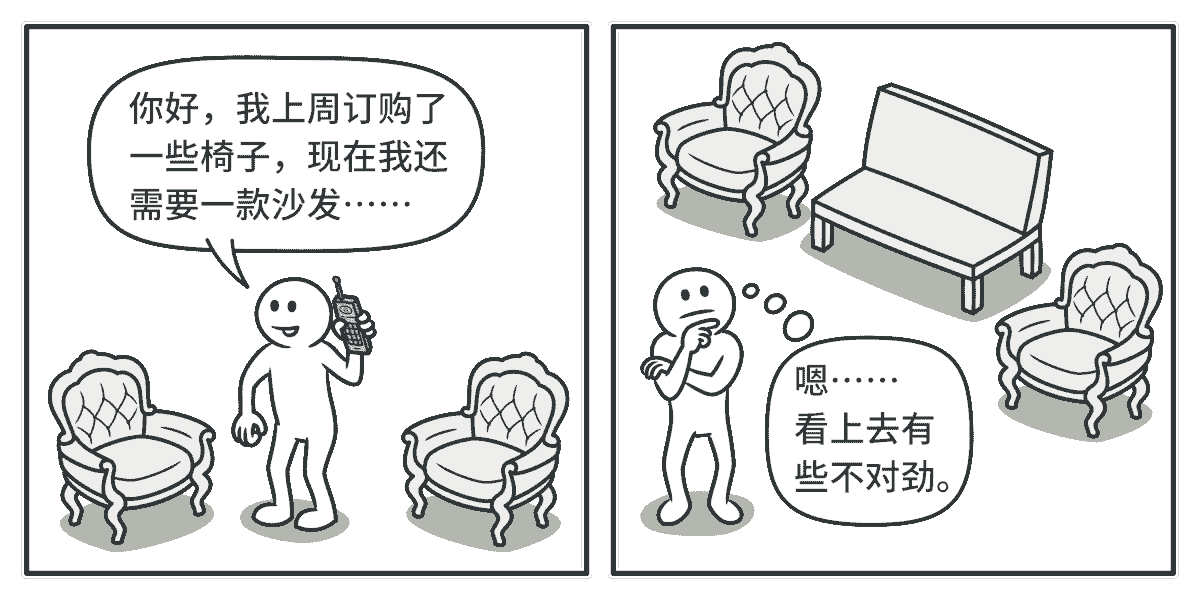 你好，我上周订购了
一些椅子，现在我还
需要一款沙发……
嗯……
看上去有
些不对劲。